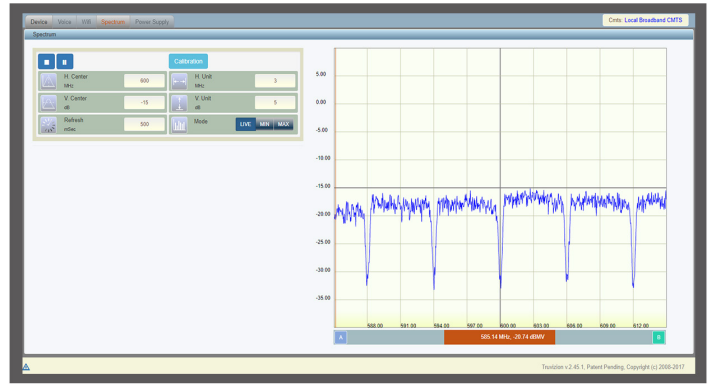 Device Voice Wifi Spectrum Power Supply
Cmts: Local Broadband CMTS
Spectrum
Calibration
H. Center
MHz
600
H. Unit
MHz
3
V. Center
dB
-15
V. Unit
dB
5
Refresh
mSec
500
Mode
LIVE MIN MAX
5.00
0.00
-5.00
-10.00
-15.00
-20.00
-25.00
-30.00
-35.00
588.00 591.00 594.00 597.00 600.00 603.00 606.00 609.00 612.00
A
585.14 MHz, -20.74 dBMV
B
Trovizion v.2.45.1, Patent Pending, Copyright (c) 2000-2017